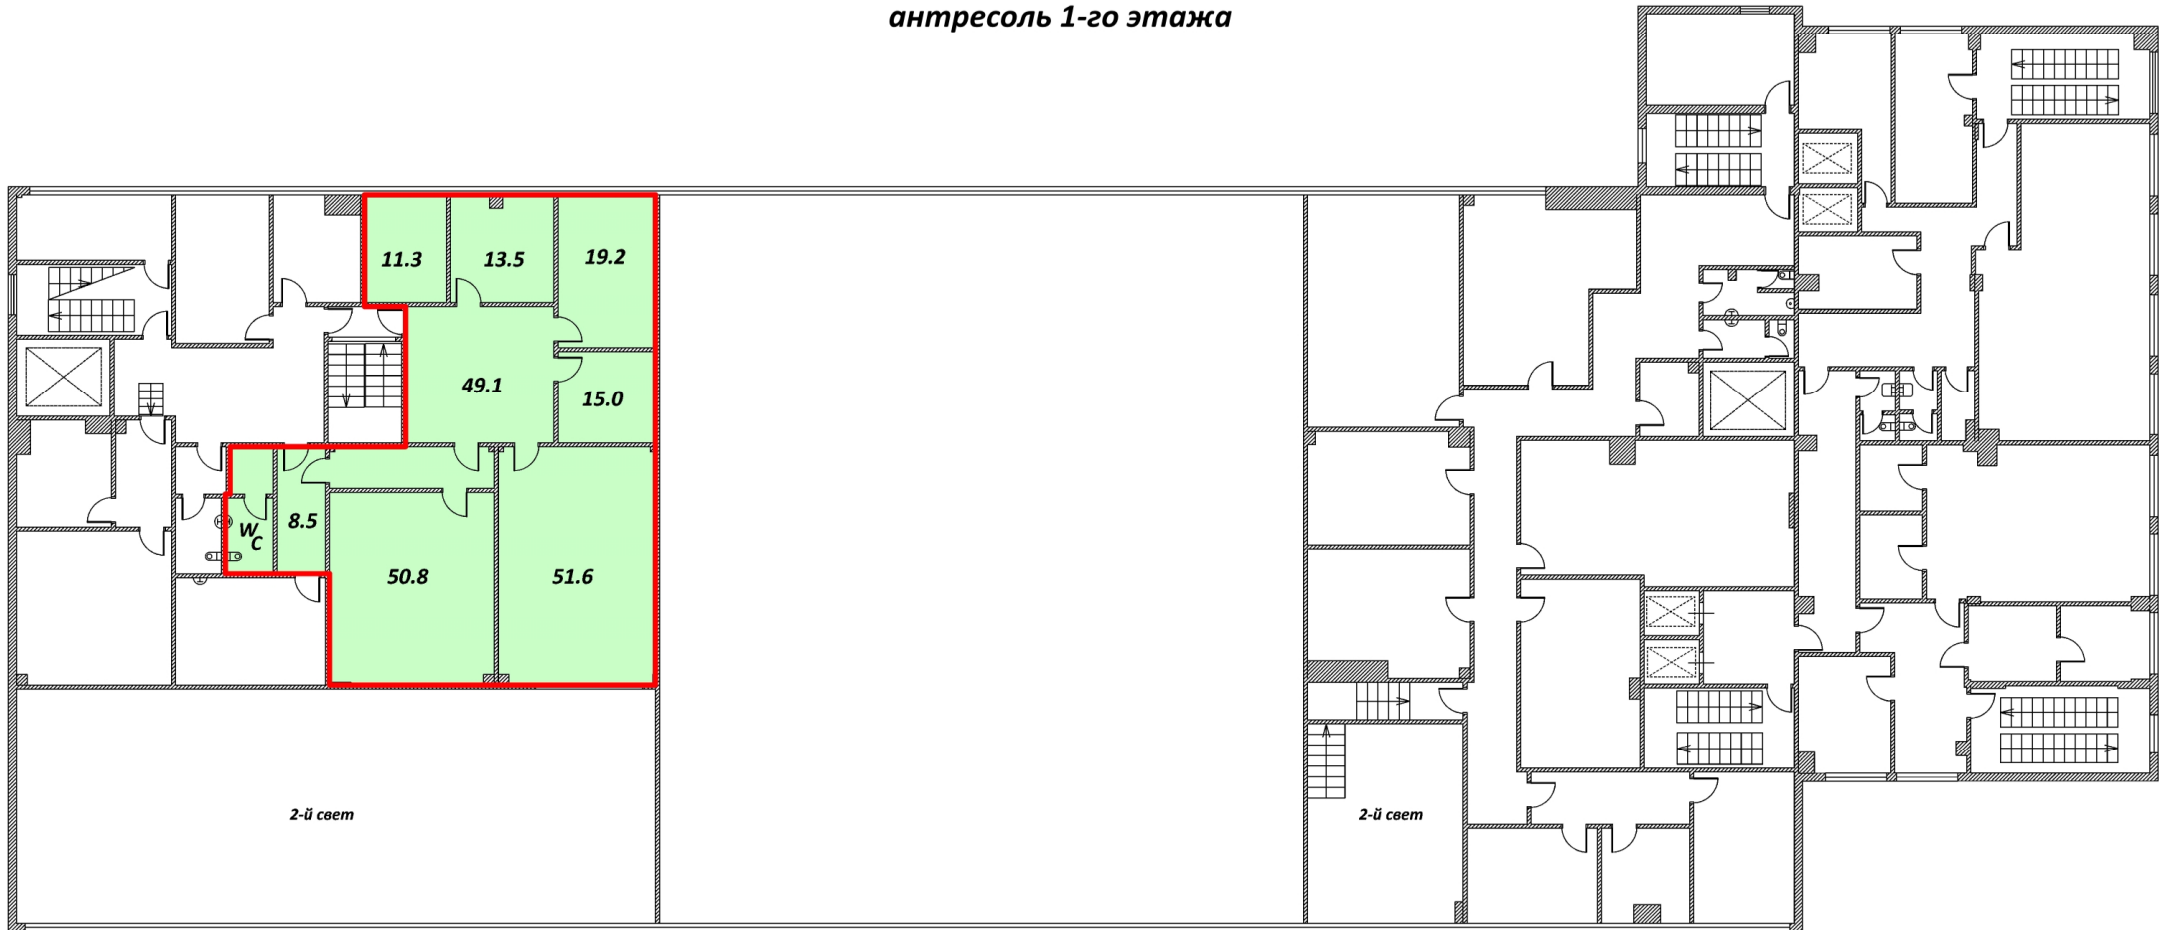 антресоль 1-го этажа
11.3
13.5
19.2
49.1
15.0
W
C
8.5
50.8
51.6
2-й свет
2-й свет